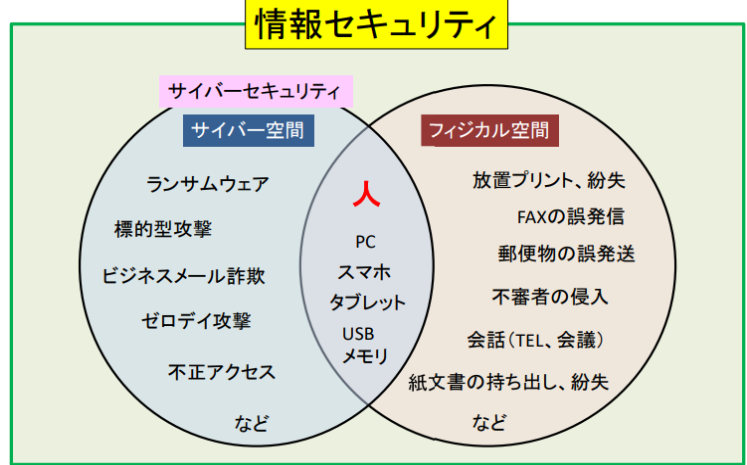 情報セキュリティ
サイバーセキュリティ
サイバー空間
ランサムウェア
標的型攻撃
ビジネスメール詐欺
ゼロデイ攻撃
不正アクセス
など
人
PC
スマホ
タブレット
USB
メモリ
フィジカル空間
放置プリント、紛失
FAXの誤発信
郵便物の誤発送
不審者の侵入
会話（TEL、会議）
紙文書の持ち出し、紛失
など